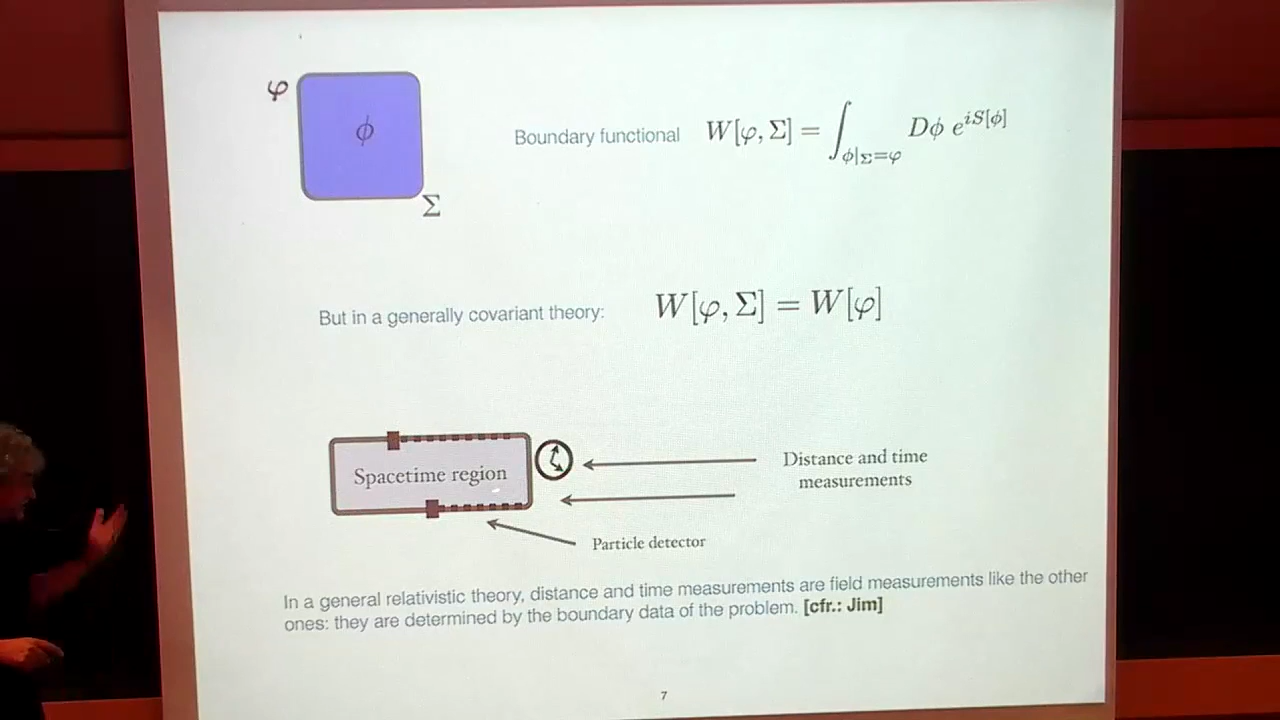 φ
ϕ
Σ
Boundary functional W[φ, Σ] = ∫_{ϕ|Σ=φ} Dϕ e^{iS[ϕ]}
But in a generally covariant theory: W[φ, Σ] = W[φ]
Spacetime region
Distance and time
measurements
Particle detector
In a general relativistic theory, distance and time measurements are field measurements like the other
ones: they are determined by the boundary data of the problem. [cfr.: Jim]
7